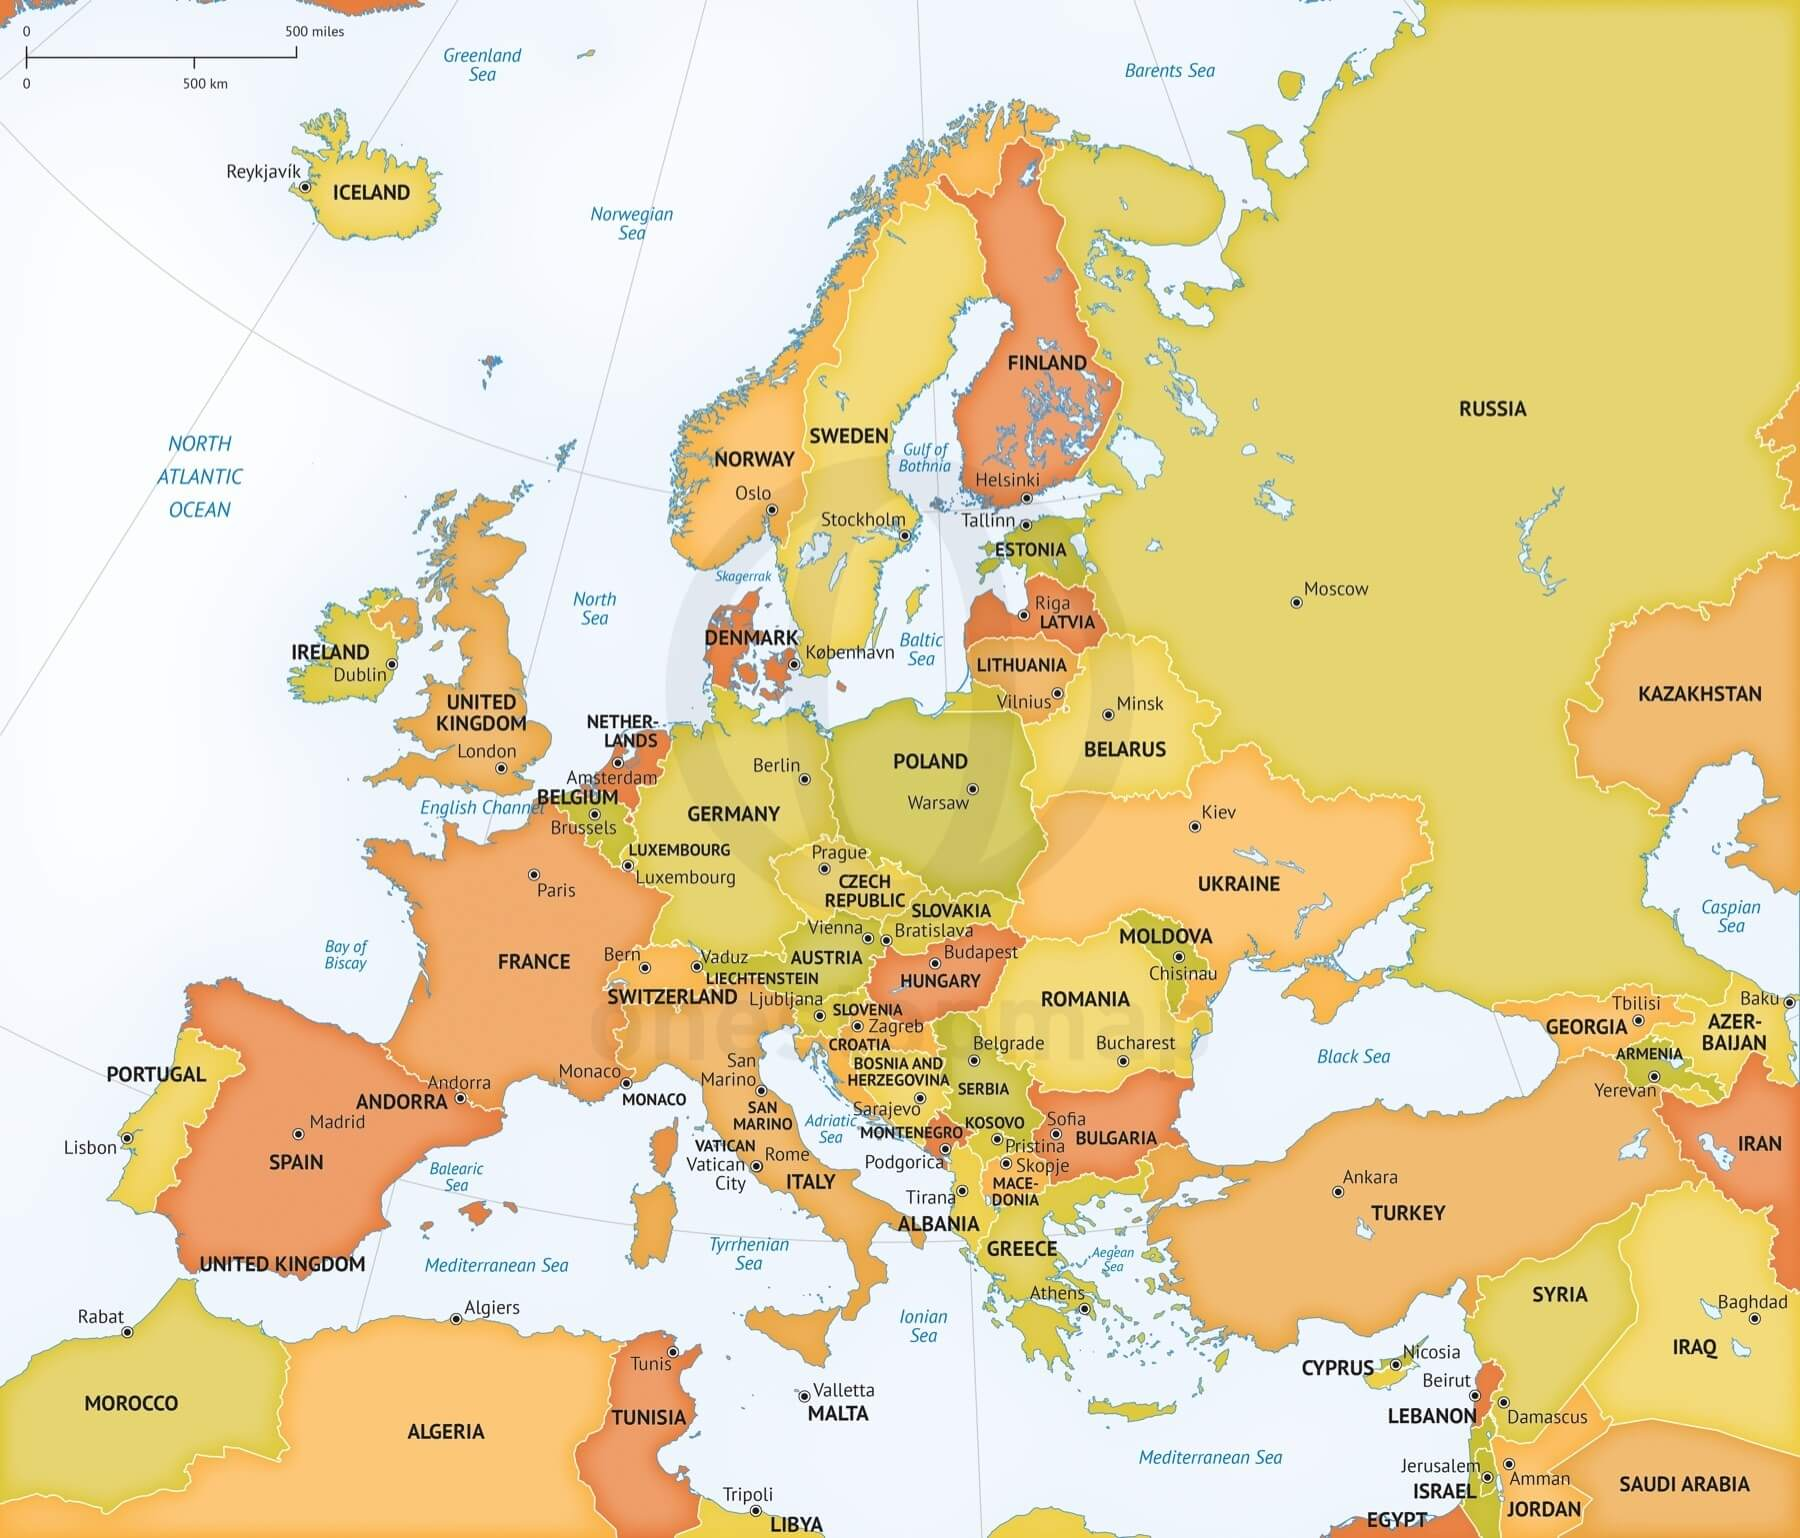 0
500 miles
0
500 km
Greenland
Sea
Barents Sea
Reykjavík
ICELAND
Norwegian
Sea
NORTH
ATLANTIC
OCEAN
FINLAND
RUSSIA
SWEDEN
NORWAY
Gulf of
Bothnia
Oslo
Helsinki
Stockholm
Tallinn
ESTONIA
Skagerrak
Moscow
North
Sea
Riga
LATVIA
DENMARK
København
Baltic
Sea
IRELAND
Dublin
LITHUANIA
Vilnius
Minsk
BELARUS
KAZAKHSTAN
UNITED
KINGDOM
London
NETHER-
LANDS
Amsterdam
English Channel
BELGIUM
Brussels
Berlin
GERMANY
POLAND
Warsaw
Kiev
UKRAINE
LUXEMBOURG
Luxembourg
Paris
Prague
CZECH
REPUBLIC
SLOVAKIA
Vienna
Bratislava
Caspian
Sea
Bay of
Biscay
FRANCE
Bern
Vaduz
LIECHTENSTEIN
SWITZERLAND
AUSTRIA
Budapest
HUNGARY
MOLDOVA
Chisinau
ROMANIA
Ljubljana
SLOVENIA
Zagreb
CROATIA
onestopmap
Belgrade
Bucharest
BOSNIA AND
HERZEGOVINA
SERBIA
Sarajevo
Black Sea
Tbilisi
GEORGIA
Baku
AZER-
BAIJAN
ARMENIA
Yerevan
PORTUGAL
Lisbon
ANDORRA
Andorra
Madrid
SPAIN
Monaco
MONACO
San
Marino
SAN
MARINO
Adriatic
Sea
MONTENEGRO
Podgorica
KOSOVO
Pristina
Sofia
BULGARIA
Skopje
MACE-
DONIA
VATICAN
Vatican
City
Rome
ITALY
Tirana
ALBANIA
IRAN
Balearic
Sea
Ankara
TURKEY
UNITED KINGDOM
Mediterranean Sea
Tyrrhenian
Sea
GREECE
Aegean
Sea
Athens
Ionian
Sea
SYRIA
Baghdad
IRAQ
Rabat
Algiers
Tunis
MOROCCO
ALGERIA
TUNISIA
Valletta
MALTA
CYPRUS
Nicosia
Beirut
LEBANON
Damascus
Mediterranean Sea
Jerusalem
ISRAEL
Amman
JORDAN
SAUDI ARABIA
Tripoli
LIBYA
EGYPT